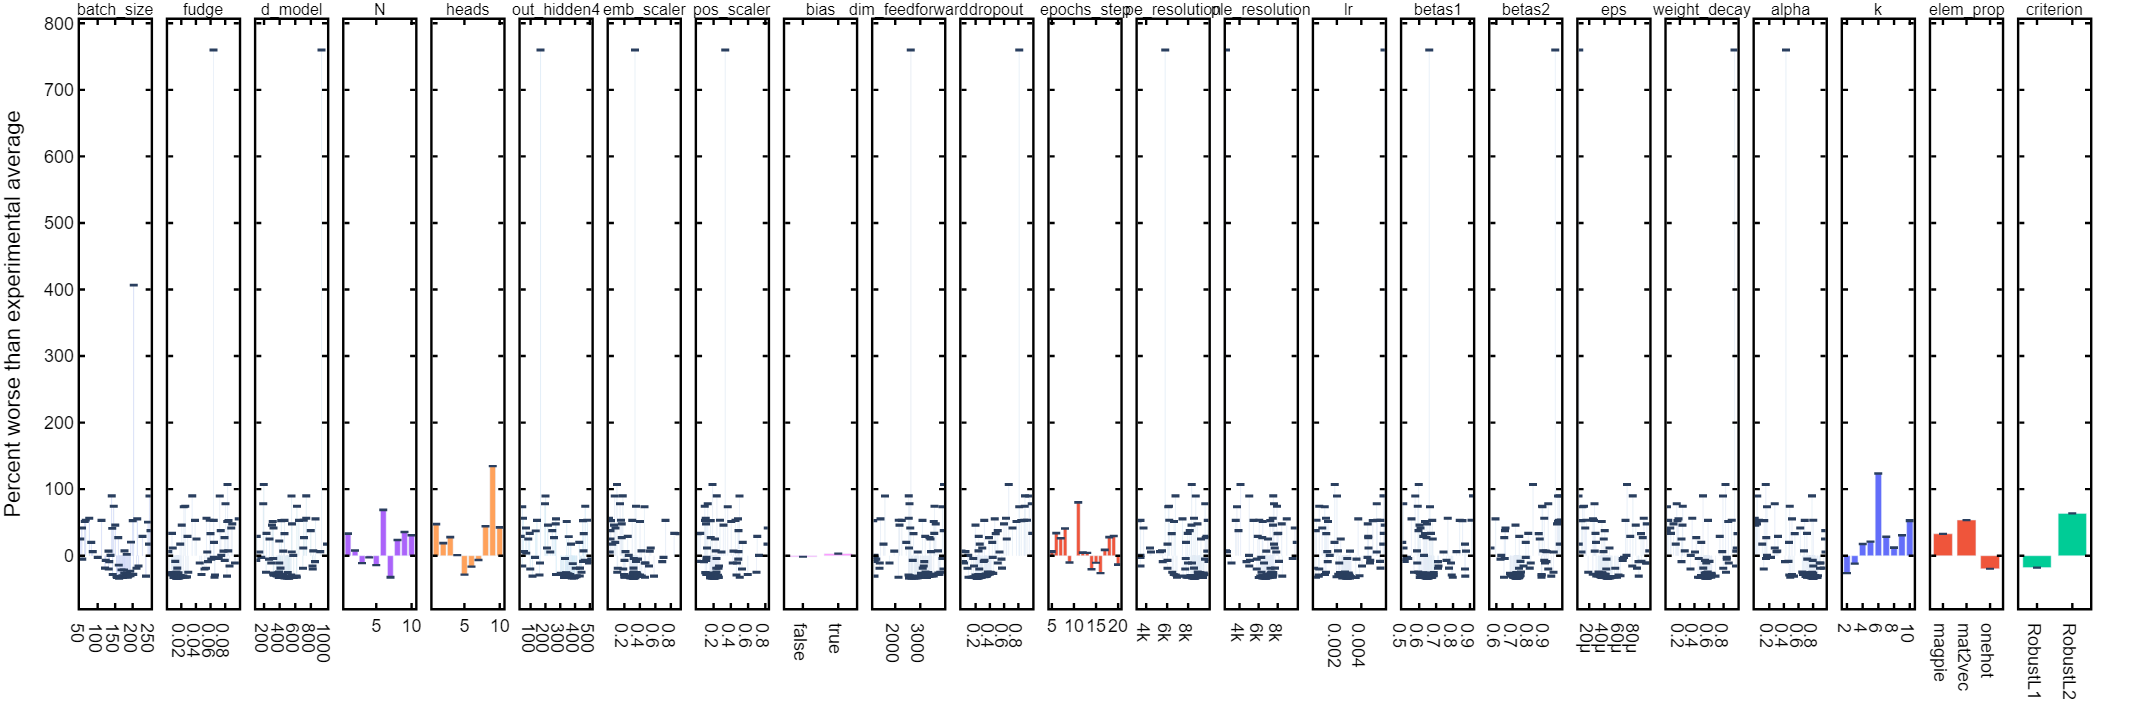 batch_size fudge d_model N heads out_hidden4 emb_scaler pos_scaler bias dim_feedforward dropout epochs_step pe_resolution ple_resolution lr betas1 betas2 eps weight_decay alpha k elem_prop criterion
Percent worse than experimental average
800
700
600
500
400
300
200
100
0
50 100 150 200 250
0.02 0.04 0.06 0.08
200 400 600 800 1000
5 10
5 10
1000 2000 3000 4000 5000
0.2 0.4 0.6 0.8
0.2 0.4 0.6 0.8
false true
2000 3000
0.2 0.4 0.6 0.8
5 10 15 20
4k 6k 8k
4k 6k 8k
0.002 0.004
0.5 0.6 0.7 0.8 0.9
0.6 0.7 0.8 0.9
20μ 40μ 60μ 80μ
0.2 0.4 0.6 0.8
0.2 0.4 0.6 0.8
2 4 6 8 10
magpie mat2vec onehot
RobustL1 RobustL2